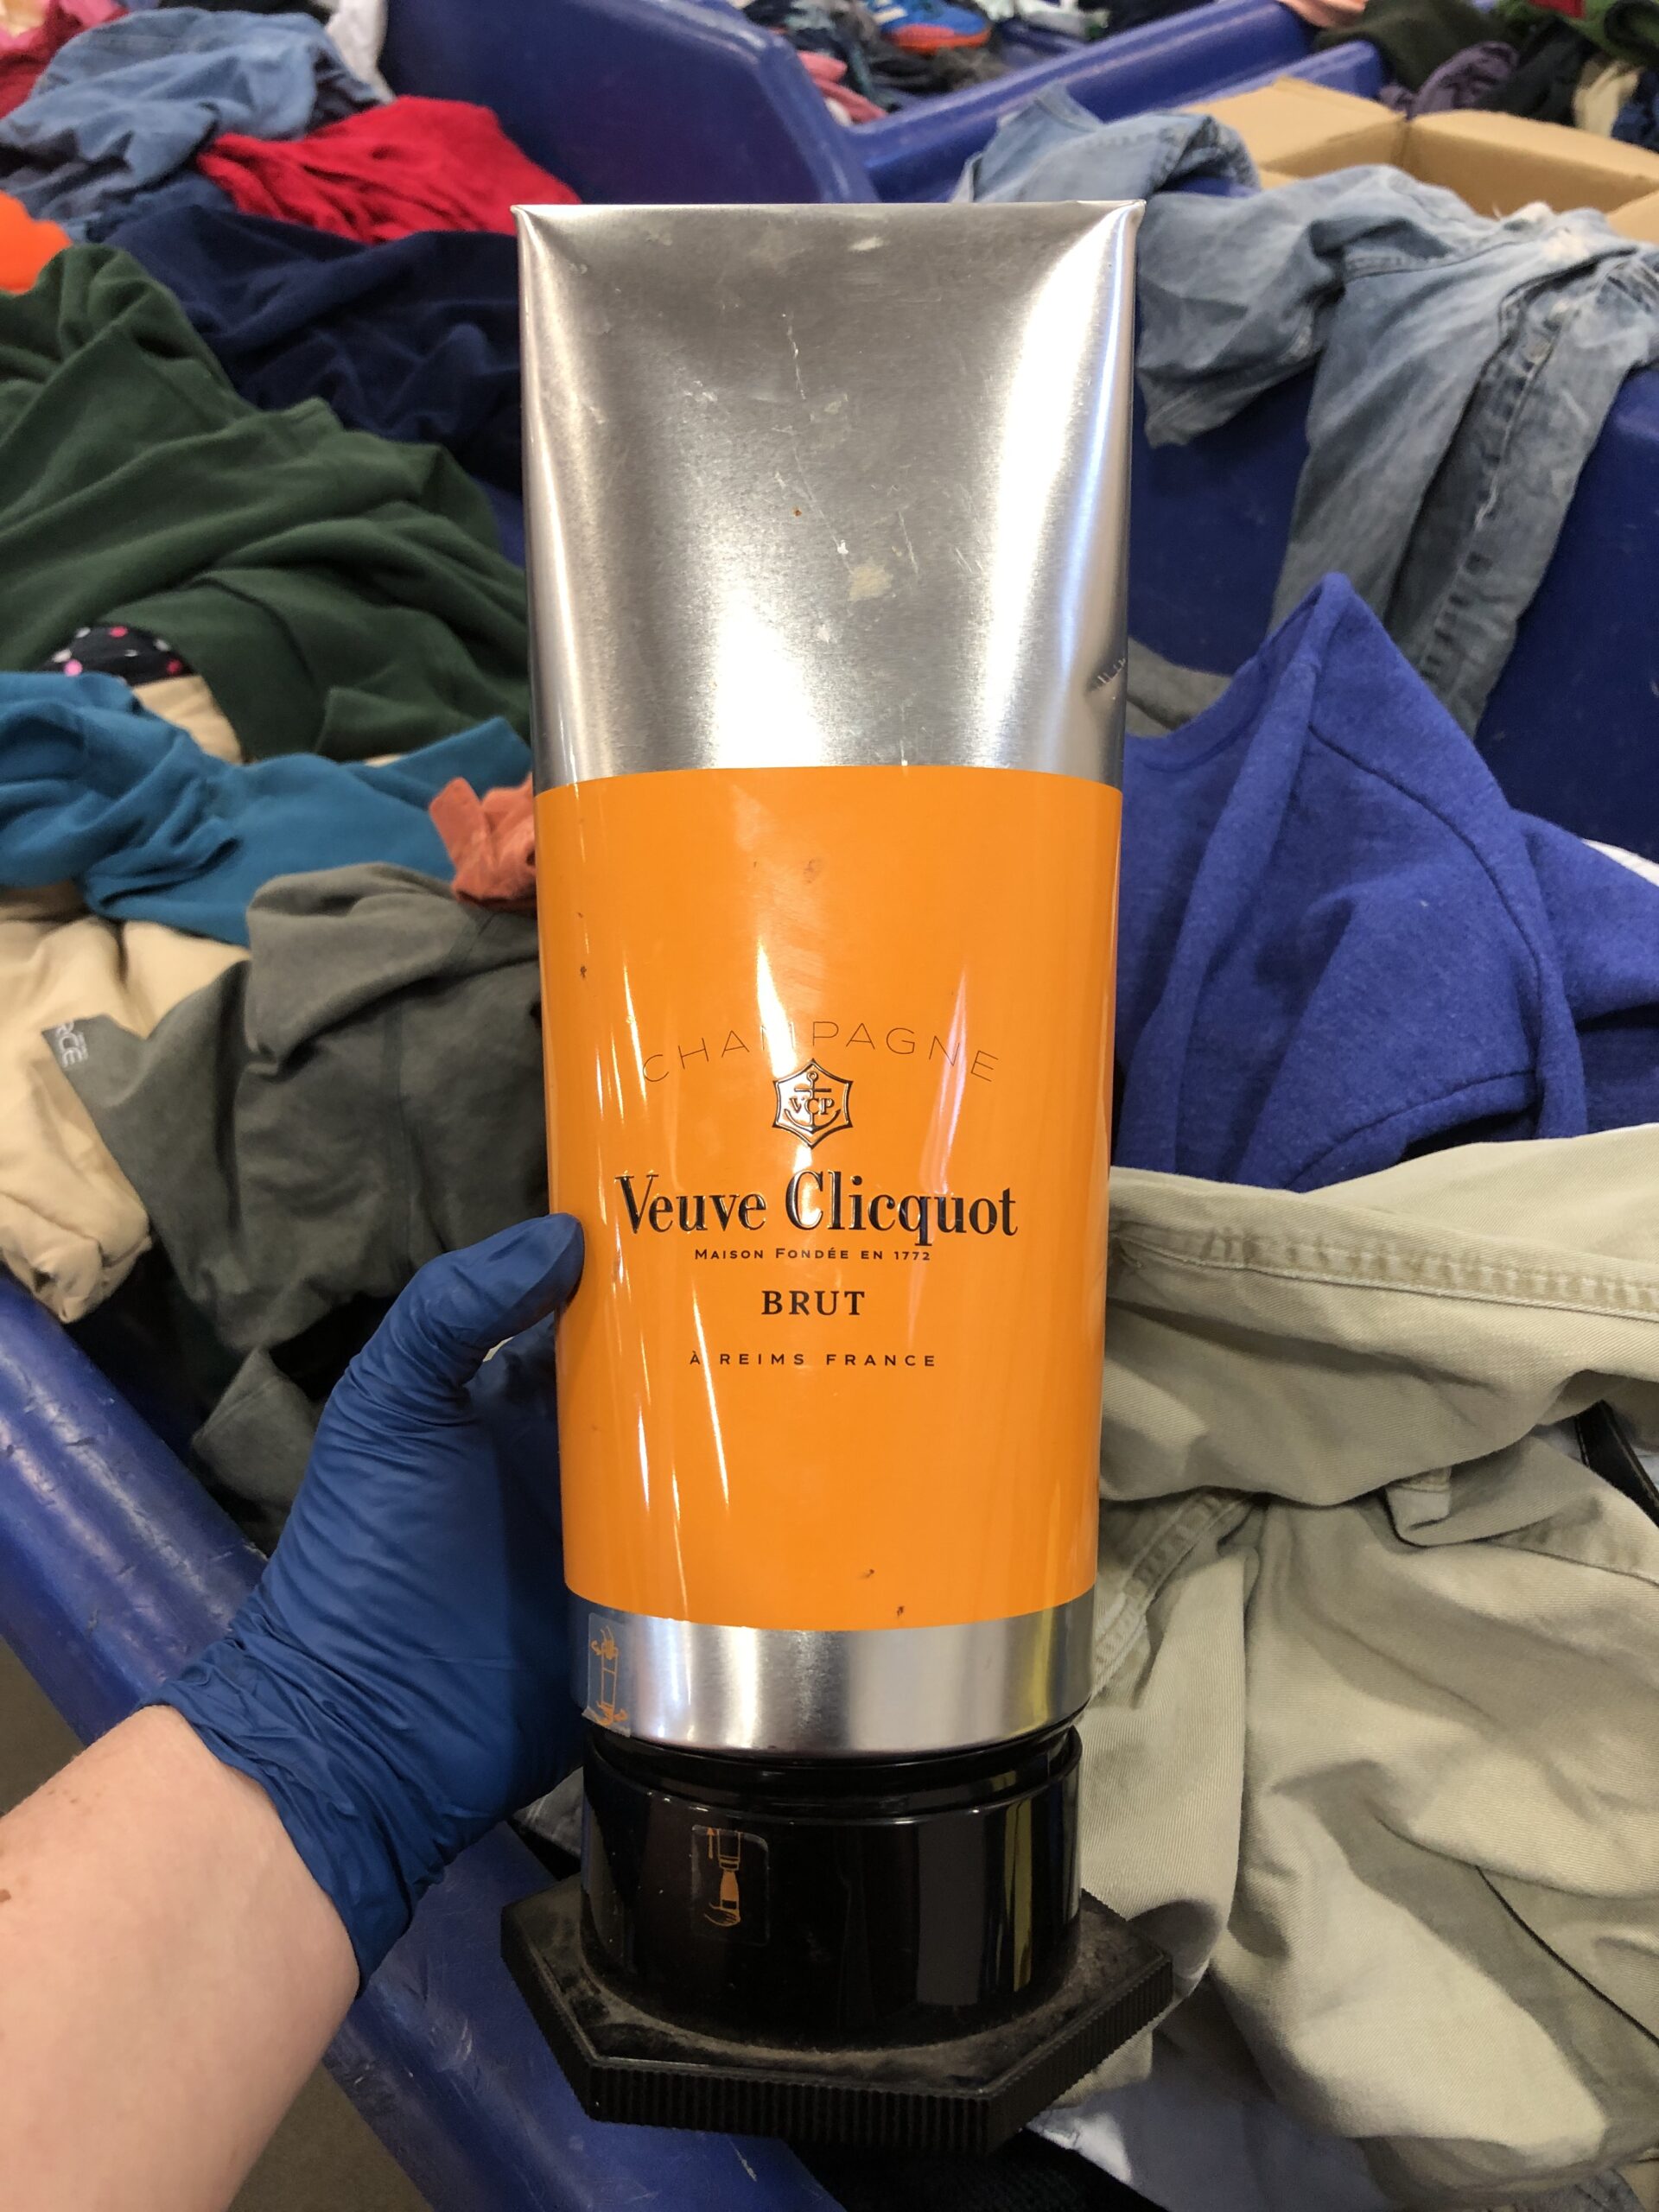 CHAMPAGNE
VCP
Veuve Clicquot
MAISON FONDÉE EN 1772
BRUT
À REIMS FRANCE